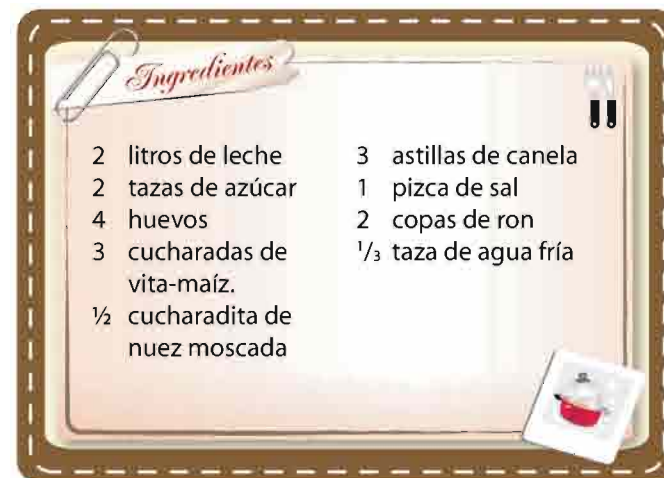 Ingredientes
2 litros de leche
2 tazas de azúcar
4 huevos
3 cucharadas de
vita-maíz.
½ cucharadita de
nuez moscada
3 astillas de canela
1 pizca de sal
2 copas de ron
1/3 taza de agua fría